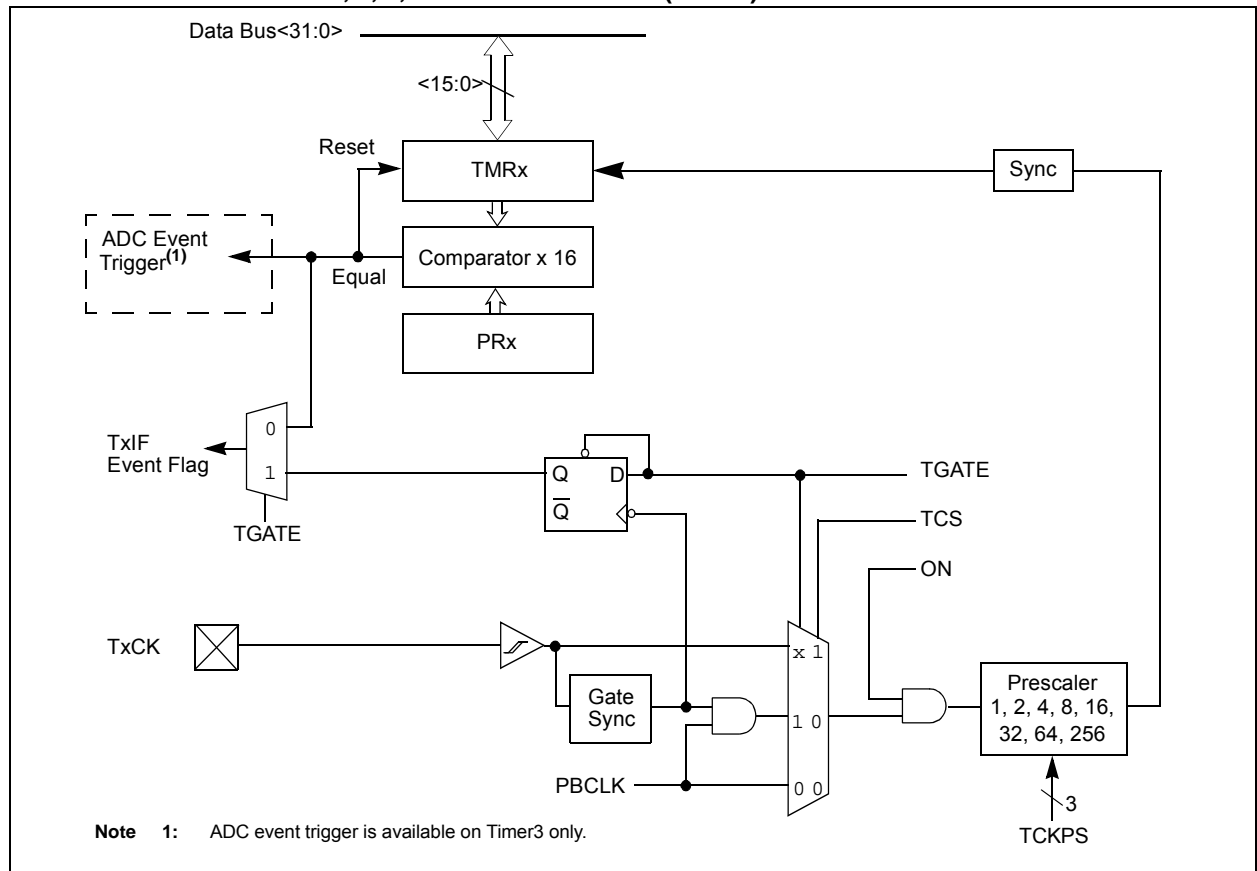 Data Bus<31:0>
<15:0>
Reset
TMRx
Sync
ADC Event
Trigger(1)
Equal
Comparator x 16
PRx
0
1
TxIF
Event Flag
TGATE
Q
D
Q
TGATE
TCS
ON
TxCK
x 1
Gate
Sync
1 0
Prescaler
1, 2, 4, 8, 16,
32, 64, 256
PBCLK
0 0
3
TCKPS
Note 1: ADC event trigger is available on Timer3 only.